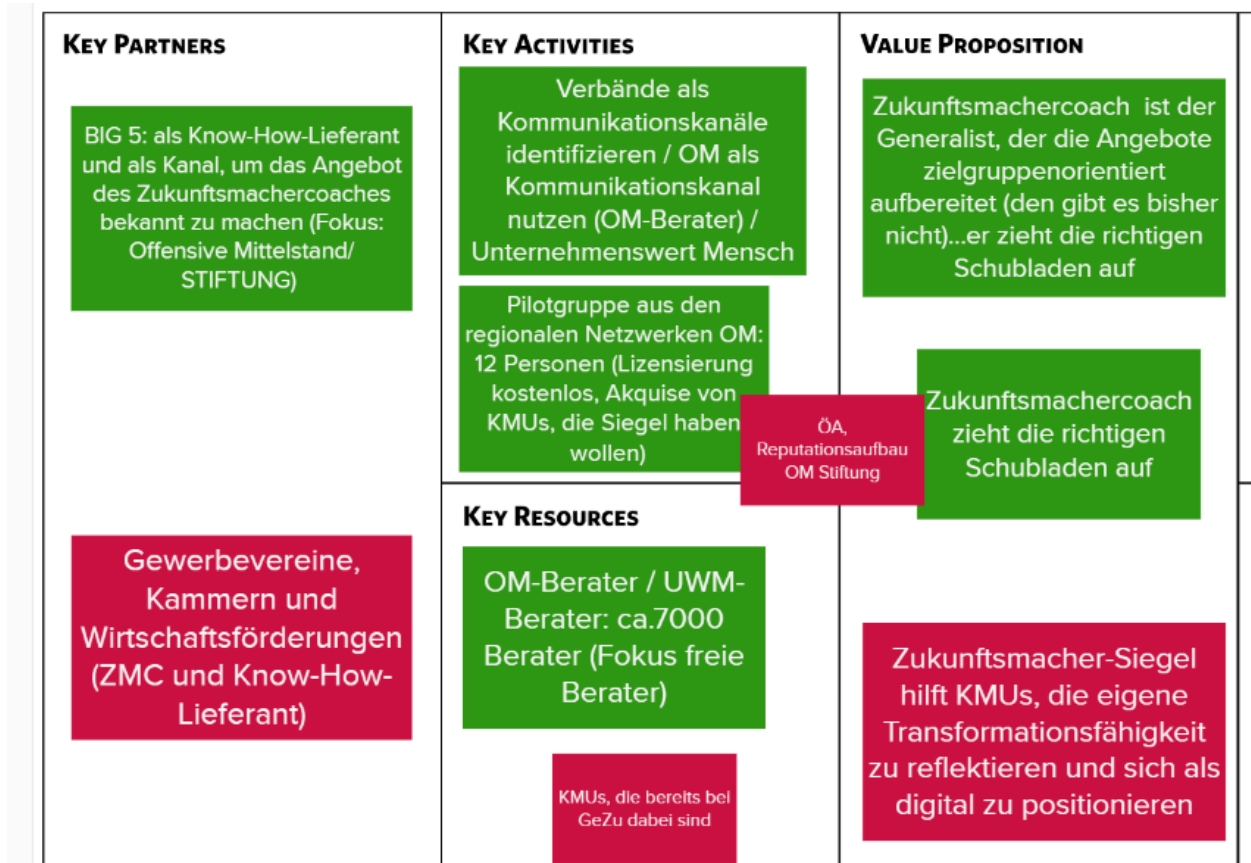 KEY PARTNERS
BIG 5: als Know-How-Lieferant
und als Kanal, um das Angebot
des Zukunftsmachercoaches
bekannt zu machen (Fokus:
Offensive Mittelstand/
STIFTUNG)
Gewerbevereine,
Kammern und
Wirtschaftsförderungen
(ZMC und Know-How-
Lieferant)
KEY ACTIVITIES
Verbände als
Kommunikationskanäle
identifizieren / OM als
Kommunikationskanal
nutzen (OM-Berater) /
Unternehmenswert Mensch
Pilotgruppe aus den
regionalen Netzwerken OM:
12 Personen (Lizensierung
kostenlos, Akquise von
KMUs, die Siegel haben
wollen)
ÖA,
Reputationsaufbau
OM Stiftung
KEY RESOURCES
OM-Berater / UWM-
Berater: ca.7000
Berater (Fokus freie
Berater)
KMUs, die bereits bei
GeZu dabei sind
VALUE PROPOSITION
Zukunftsmachercoach ist der
Generalist, der die Angebote
zielgruppenorientiert
aufbereitet (den gibt es bisher
nicht)...er zieht die richtigen
Schubladen auf
Zukunftsmachercoach
zieht die richtigen
Schubladen auf
Zukunftsmacher-Siegel
hilft KMUs, die eigene
Transformationsfähigkeit
zu reflektieren und sich als
digital zu positionieren